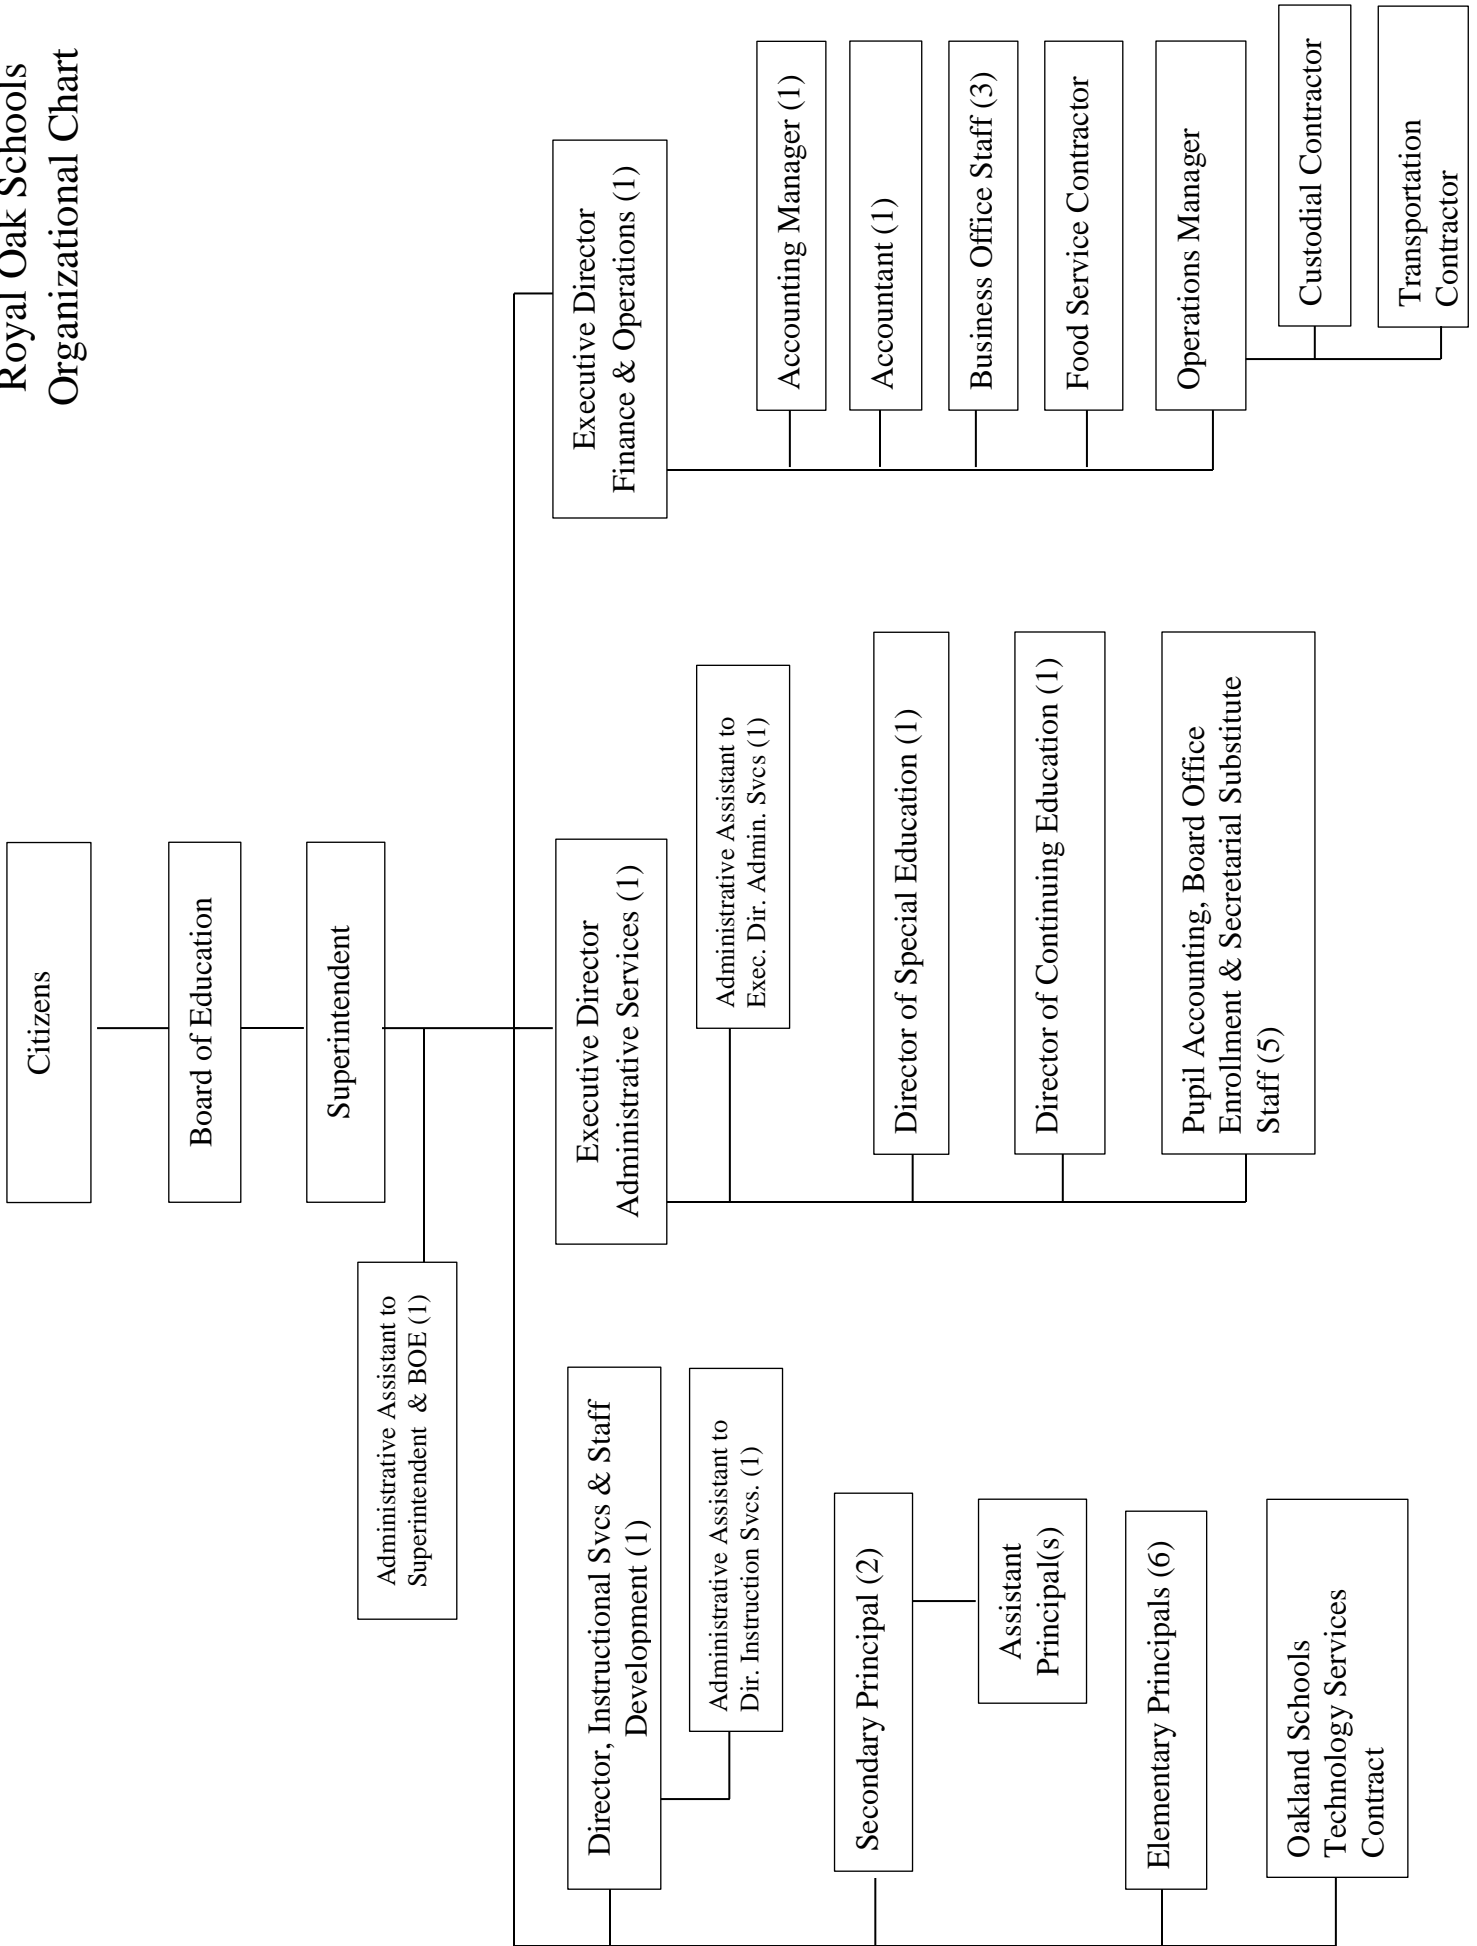 Royal Oak Schools
Organizational Chart
Citizens
Board of Education
Superintendent
Administrative Assistant to
Superintendent & BOE (1)
Director, Instructional Svcs & Staff
Development (1)
Administrative Assistant to
Dir. Instruction Svcs. (1)
Secondary Principal (2)
Assistant
Principal(s)
Elementary Principals (6)
Oakland Schools
Technology Services
Contract
Executive Director
Administrative Services (1)
Administrative Assistant to
Exec. Dir. Admin. Svcs (1)
Director of Special Education (1)
Director of Continuing Education (1)
Pupil Accounting, Board Office
Enrollment & Secretarial Substitute
Staff (5)
Executive Director
Finance & Operations (1)
Accounting Manager (1)
Accountant (1)
Business Office Staff (3)
Food Service Contractor
Operations Manager
Custodial Contractor
Transportation
Contractor